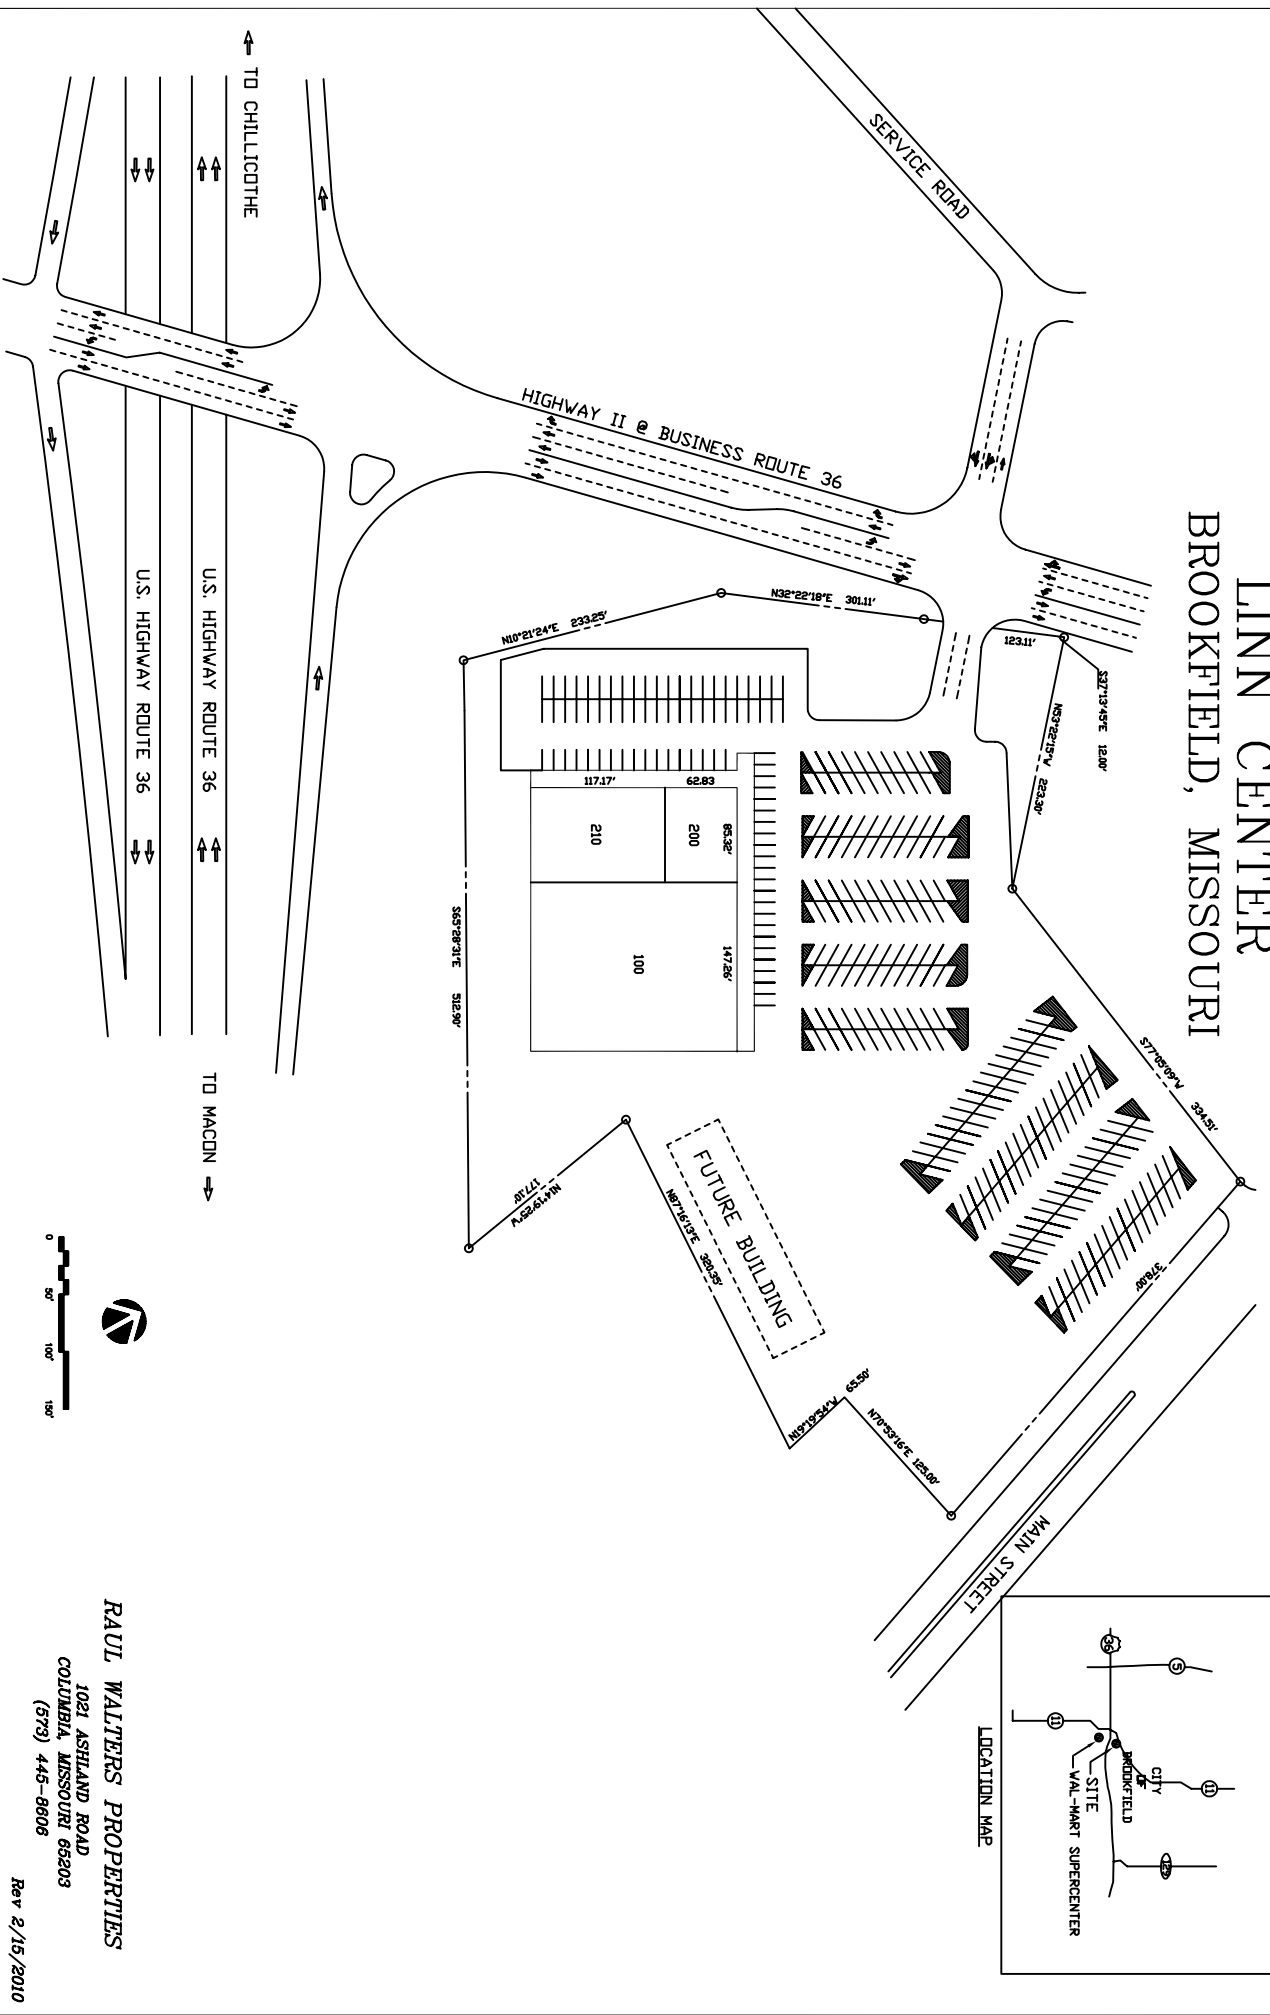 LINN CENTER
BROOKFIELD, MISSOURI
SERVICE ROAD
TO CHILLICOTHE
HIGHWAY II @ BUSINESS ROUTE 36
U.S. HIGHWAY ROUTE 36
U.S. HIGHWAY ROUTE 36
TO MACON
N10°21'24"E 233.25'
N32°22'18"E 301.11'
123.11'
S37°13'45"E 12.00'
N53°22'15"W 223.30'
S77°05'09"W 334.51'
378.00'
117.17'
62.83
85.32'
147.26'
210
200
100
S65°28'31"E 512.90'
N14°19'25"W
177.10'
N87°16'13"E 320.35'
FUTURE BUILDING
N19°19'54"W 65.50'
N70°53'16"E 125.00'
MAIN STREET
36
5
11
11
129
CITY
OF
BROOKFIELD
SITE
WAL-MART SUPERCENTER
LOCATION MAP
0 50' 100' 150'
RAUL WALTERS PROPERTIES
1021 ASHLAND ROAD
COLUMBIA, MISSOURI 65203
(573) 445-8606
Rev 2/15/2010